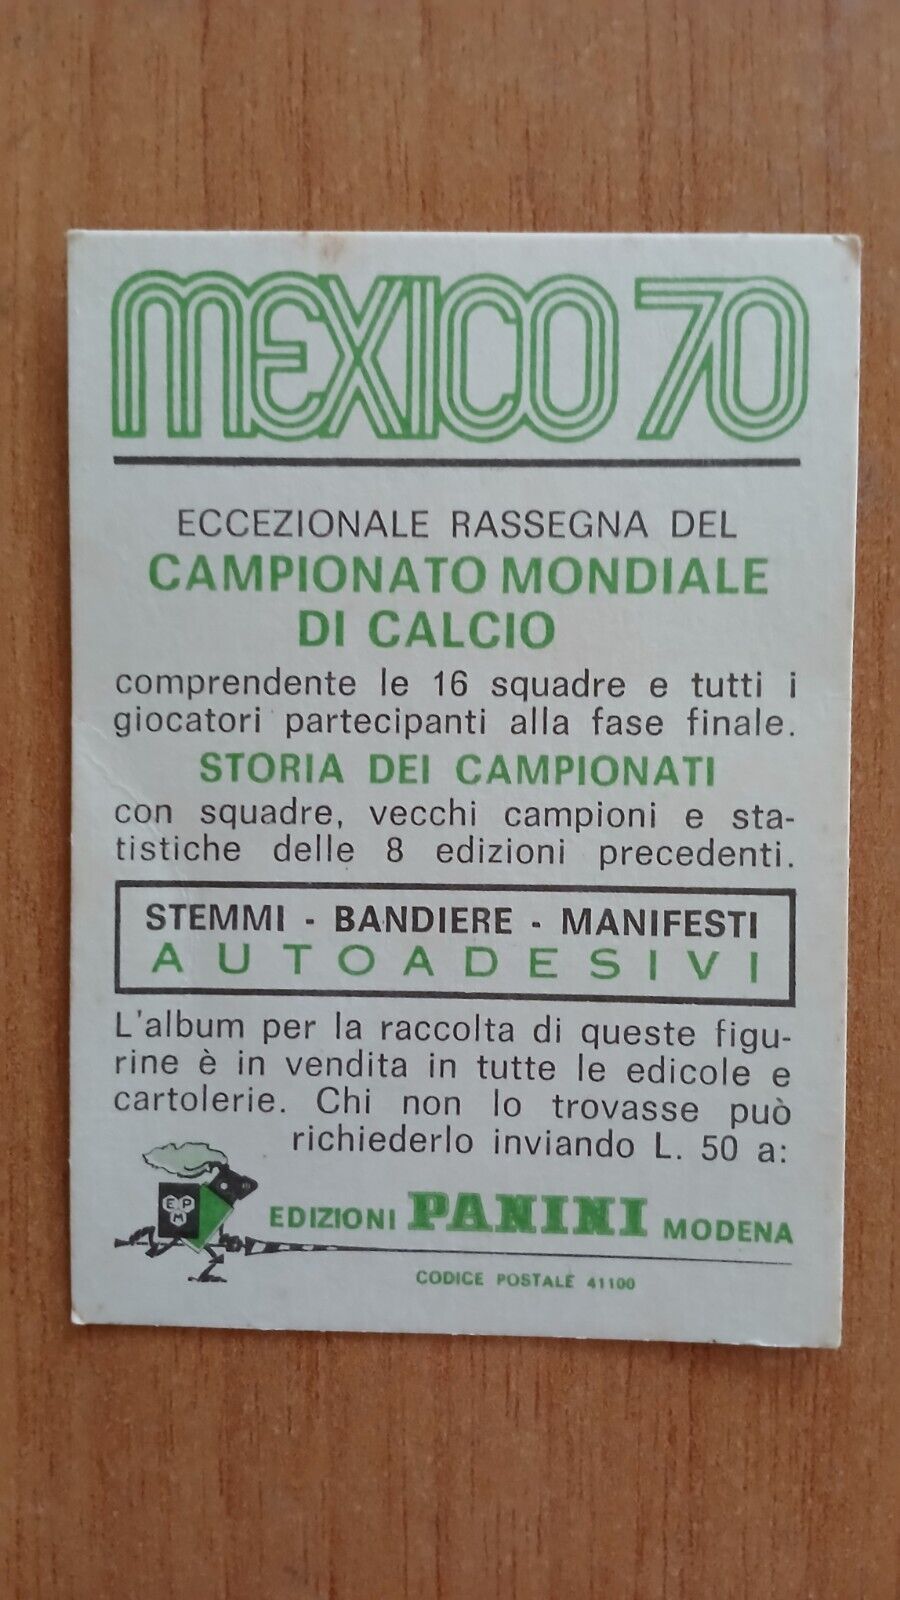 MEXICO 70
ECCEZIONALE RASSEGNA DEL
CAMPIONATO MONDIALE
DI CALCIO
comprendente le 16 squadre e tutti i
giocatori partecipanti alla fase finale.
STORIA DEI CAMPIONATI
con squadre, vecchi campioni e sta-
tistiche delle 8 edizioni precedenti.
STEMMI - BANDIERE - MANIFESTI
AUTOADESIVI
L'album per la raccolta di queste figu-
rine è in vendita in tutte le edicole e
cartolerie. Chi non lo trovasse può
richiederlo inviando L. 50 a:
EPM
EDIZIONI PANINI MODENA
CODICE POSTALE 41100